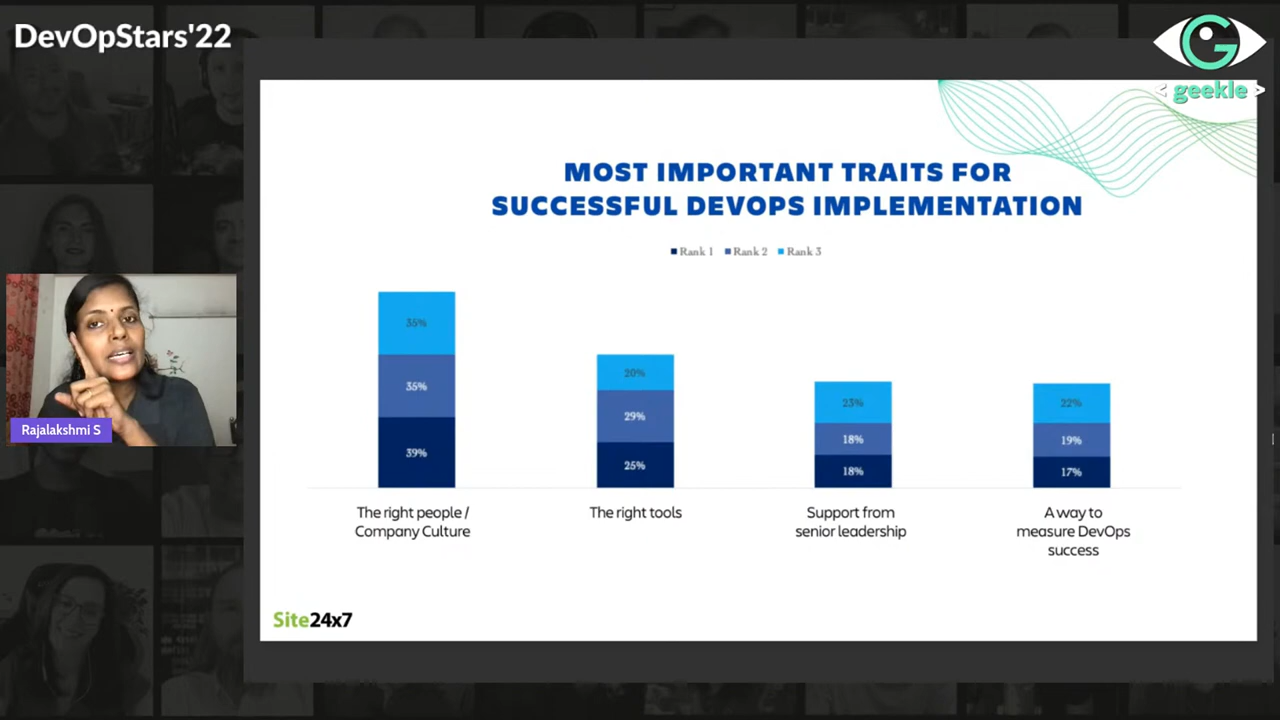 DevOpStars'22
< geekle >
MOST IMPORTANT TRAITS FOR
SUCCESSFUL DEVOPS IMPLEMENTATION
Rank 1 Rank 2 Rank 3
35%
35%
39%
20%
29%
25%
23%
18%
18%
22%
19%
17%
The right people /
Company Culture
The right tools
Support from
senior leadership
A way to
measure DevOps
success
Rajalakshmi S
Site24x7